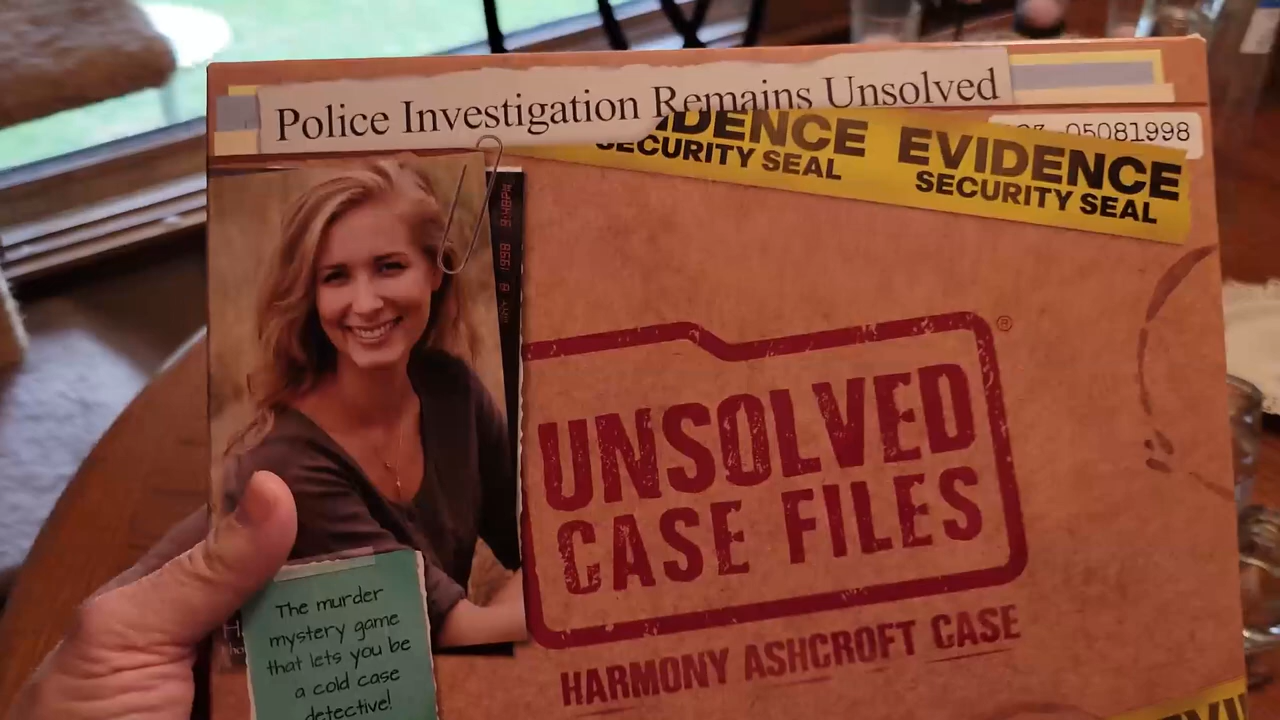 Police Investigation Remains Unsolved
05081998
EVIDENCE
SECURITY SEAL
EVIDENCE
SECURITY SEAL
1998
UNSOLVED
CASE FILES
®
HARMONY ASHCROFT CASE
The murder
mystery game
that lets you be
a cold case
detective!